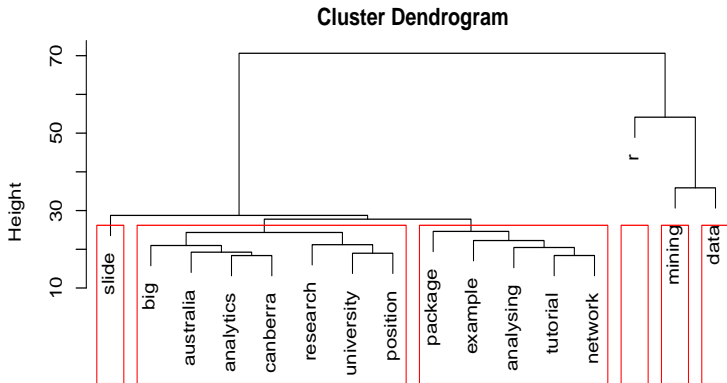 Cluster Dendrogram
Height
70
50
30
10
slide
big
australia
analytics
canberra
research
university
position
package
example
analysing
tutorial
network
r
mining
data